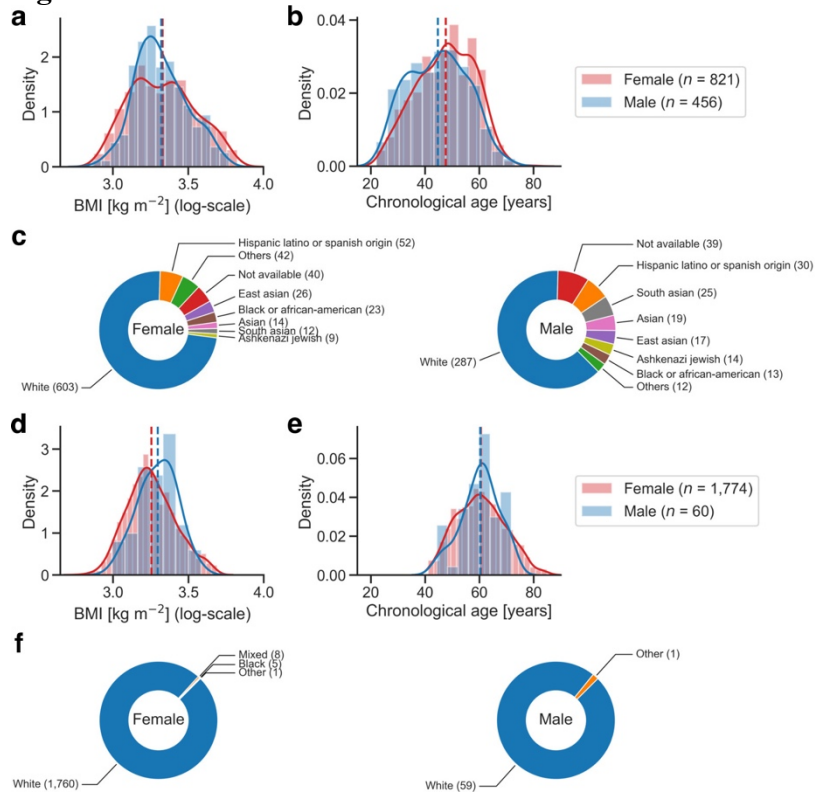 a
b
2
1
0
Density
3.0
3.5
4.0
BMI [kg m⁻²] (log-scale)
0.04
0.02
0.00
Density
20
40
60
80
Chronological age [years]
Female (n = 821)
Male (n = 456)
c
Hispanic latino or spanish origin (52)
Others (42)
Not available (40)
East asian (26)
Black or african-american (23)
Asian (14)
South asian (12)
Ashkenazi jewish (9)
Female
White (603)
Not available (39)
Hispanic latino or spanish origin (30)
South asian (25)
Asian (19)
East asian (17)
Ashkenazi jewish (14)
Black or african-american (13)
Others (12)
Male
White (287)
d
e
3
2
1
0
Density
3.0
3.5
4.0
BMI [kg m⁻²] (log-scale)
0.06
0.04
0.02
0.00
Density
20
40
60
80
Chronological age [years]
Female (n = 1,774)
Male (n = 60)
f
Mixed (8)
Black (5)
Other (1)
Female
White (1,760)
Other (1)
Male
White (59)